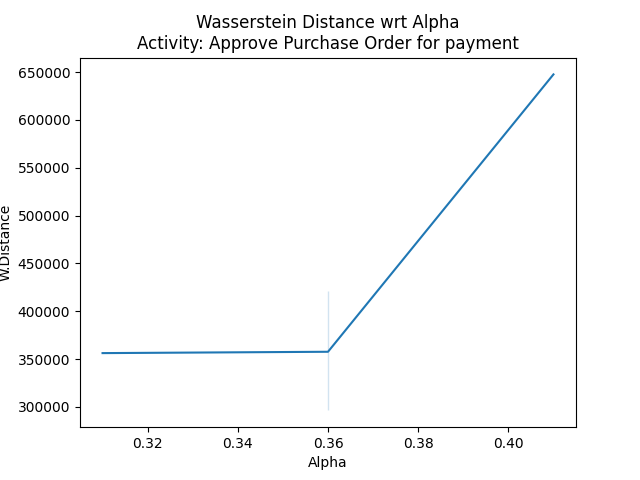 Wasserstein Distance wrt Alpha
Activity: Approve Purchase Order for payment
650000
600000
550000
500000
450000
400000
350000
300000
W.Distance
0.32 0.34 0.36 0.38 0.40
Alpha